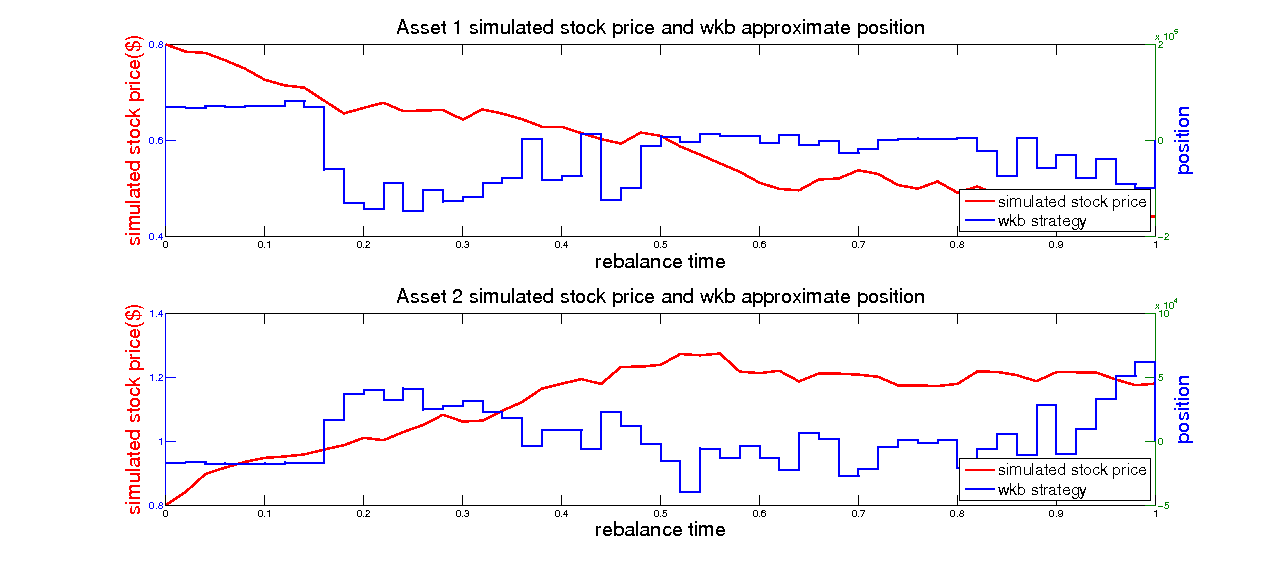 Asset 1 simulated stock price and wkb approximate position
x 10^5
simulated stock price($)
0.8
0.6
0.4
2
0
-2
position
simulated stock price
wkb strategy
0 0.1 0.2 0.3 0.4 0.5 0.6 0.7 0.8 0.9 1
rebalance time
Asset 2 simulated stock price and wkb approximate position
x 10^4
simulated stock price($)
1.4
1.2
1
0.8
10
5
0
-5
position
simulated stock price
wkb strategy
0 0.1 0.2 0.3 0.4 0.5 0.6 0.7 0.8 0.9 1
rebalance time